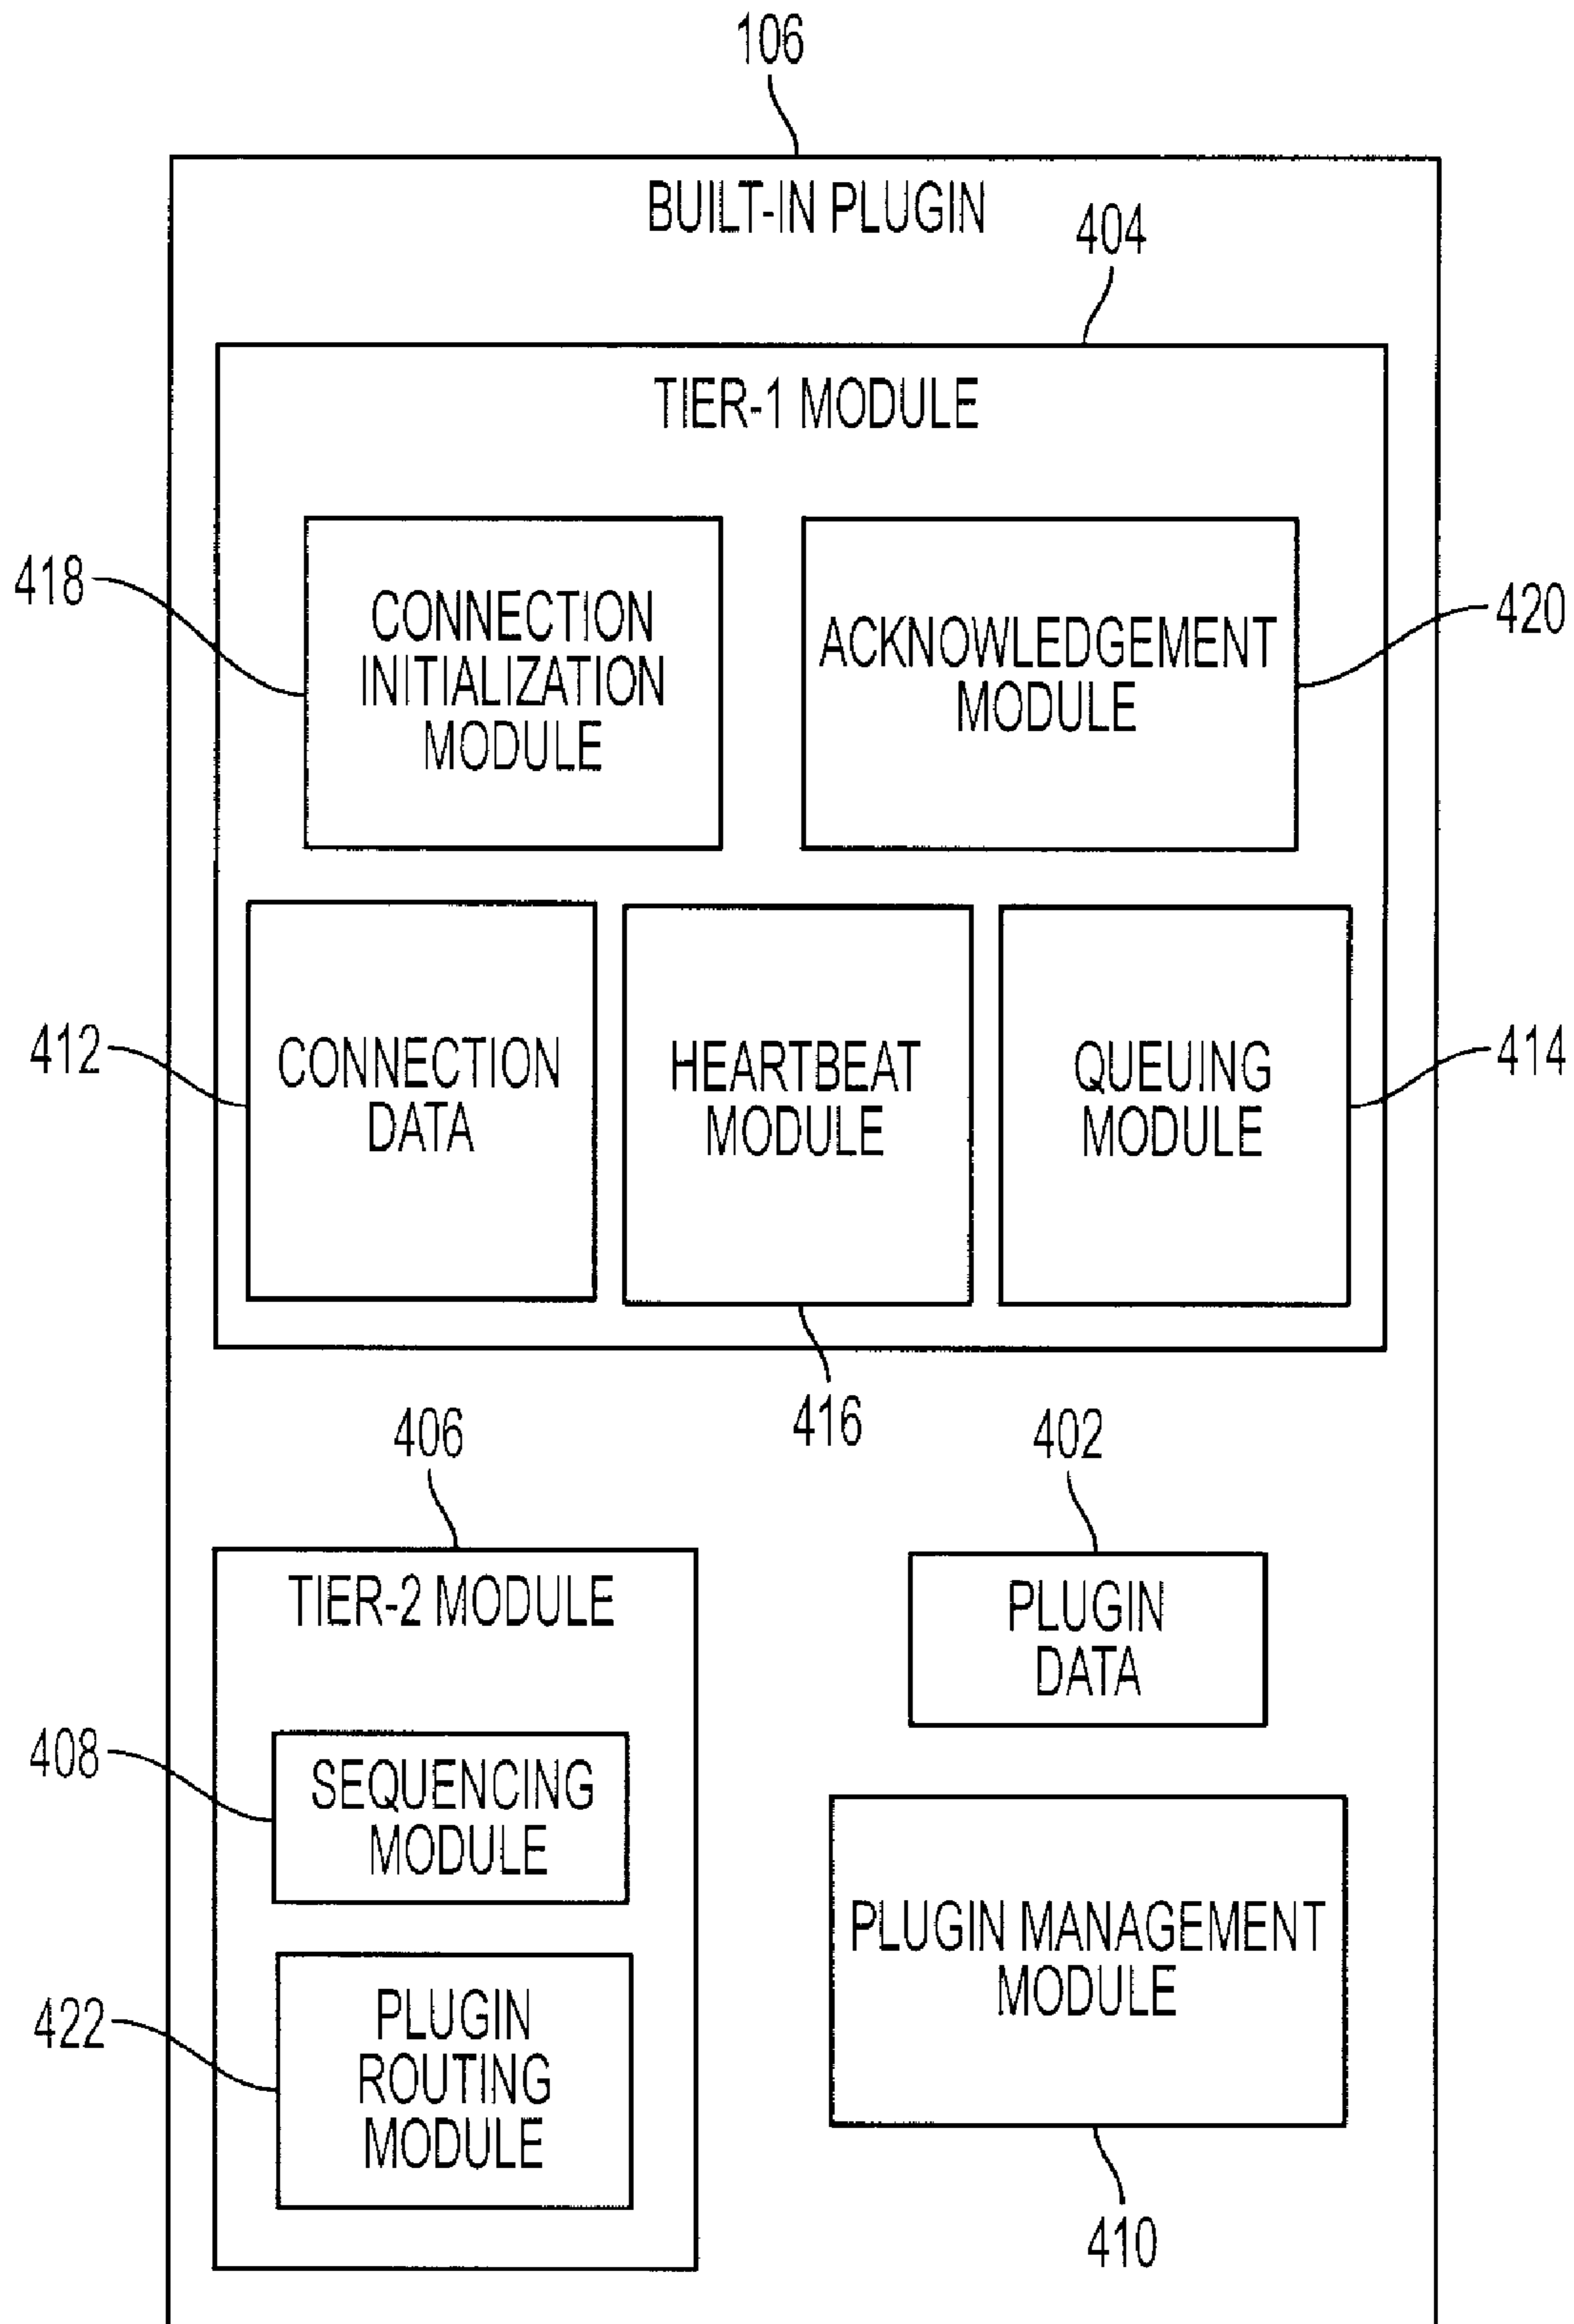 106
BUILT-IN PLUGIN
404
TIER-1 MODULE
418
CONNECTION
INITIALIZATION
MODULE
ACKNOWLEDGEMENT
MODULE
420
412
CONNECTION
DATA
HEARTBEAT
MODULE
QUEUING
MODULE
414
416
406
402
TIER-2 MODULE
PLUGIN
DATA
408
SEQUENCING
MODULE
422
PLUGIN
ROUTING
MODULE
PLUGIN MANAGEMENT
MODULE
410